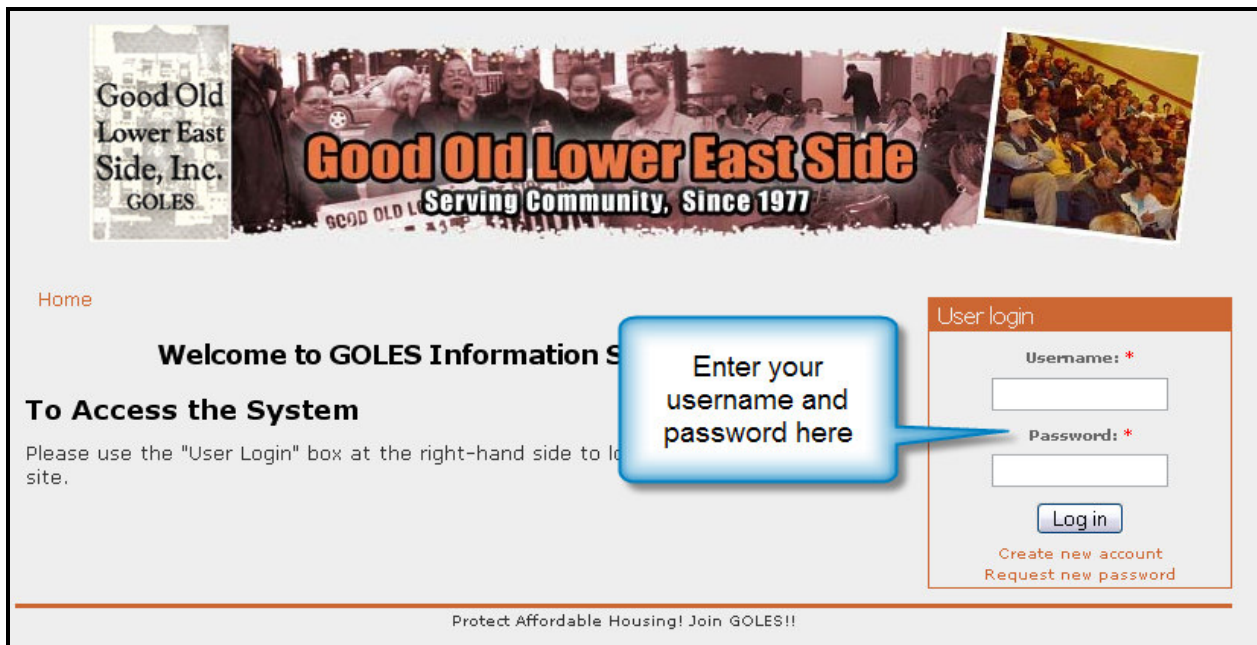 Good Old
Lower East
Side, Inc.
GOLES
Good Old Lower East Side
Serving Community, Since 1977
GOOD OLD
Home
Welcome to GOLES Information S
To Access the System
Please use the "User Login" box at the right-hand side to lo
site.
Enter your
username and
password here
User login
Username: *
Password: *
Log in
Create new account
Request new password
Protect Affordable Housing! Join GOLES!!